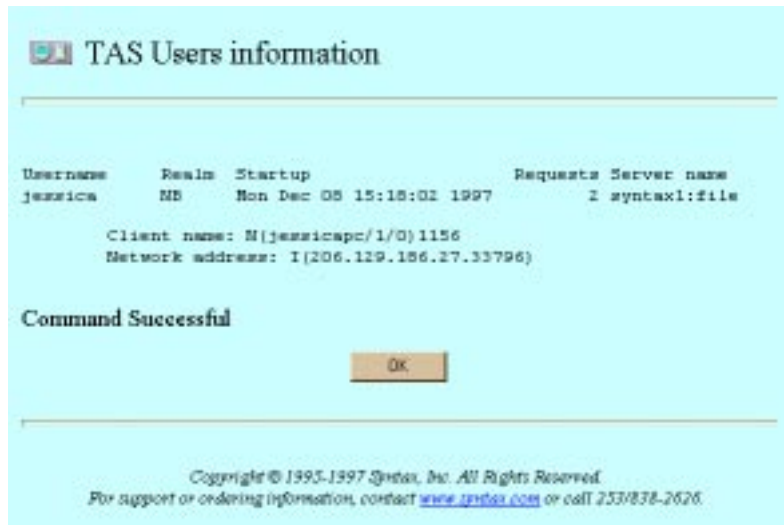 TAS Users information
Username Realm Startup Requests Server name
jessica NB Mon Dec 08 15:18:02 1997 2 syntax1:file
Client name: N(jessicapc/1/0)1156
Network address: I(206.129.186.27.33796)
Command Successful
OK
Copyright © 1995-1997 Syntax, Inc. All Rights Reserved.
For support or ordering information, contact www.syntax.com or call 253/838-2626.